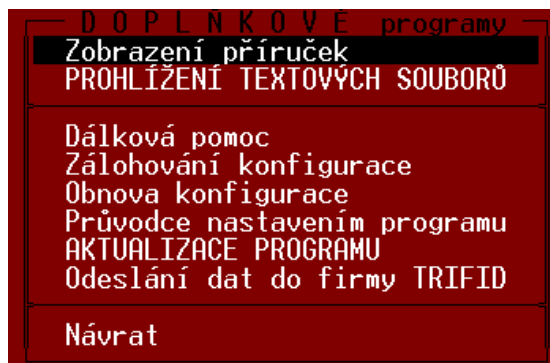 D O P L Ň K O V É programy
Zobrazení příruček
PROHLÍŽENÍ TEXTOVÝCH SOUBORŮ
Dálková pomoc
Zálohování konfigurace
Obnova konfigurace
Průvodce nastavením programu
AKTUALIZACE PROGRAMU
Odeslání dat do firmy TRIFID
Návrat